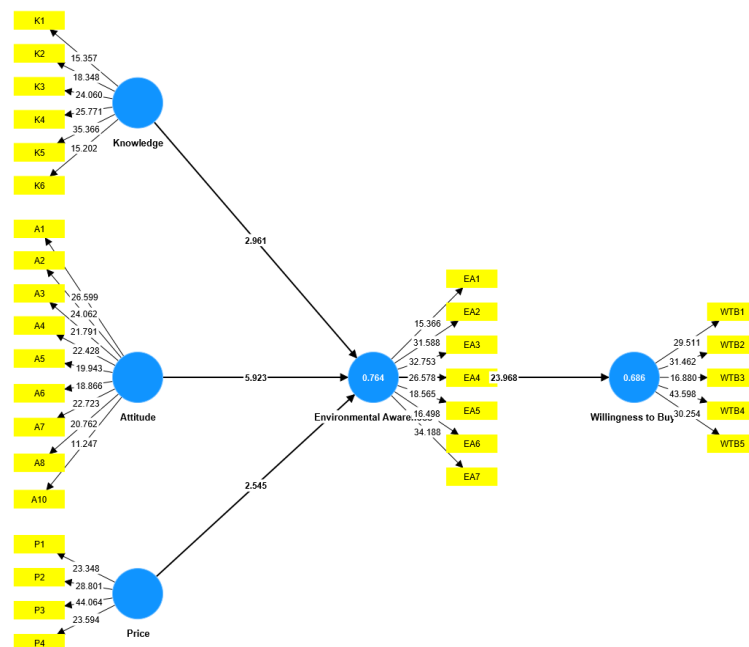 K1
K2
K3
K4
K5
K6
15.357
18.348
24.060
25.771
35.366
15.202
Knowledge
2.961
A1
A2
A3
A4
A5
A6
A7
A8
A10
26.599
24.062
21.791
22.428
19.943
18.866
22.723
20.762
11.247
Attitude
5.923
P1
P2
P3
P4
23.348
28.801
44.064
23.594
Price
2.545
0.764
Environmental Awareness
15.366
31.588
32.753
26.578
18.565
16.498
34.188
EA1
EA2
EA3
EA4
EA5
EA6
EA7
23.968
0.686
Willingness to Buy
29.511
31.462
16.880
43.598
30.254
WTB1
WTB2
WTB3
WTB4
WTB5